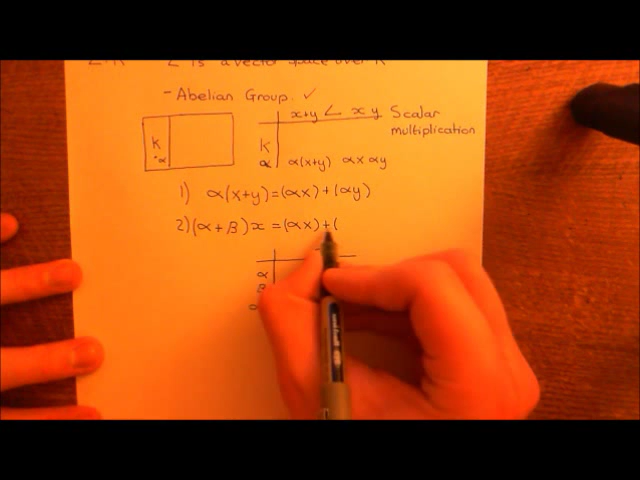 L is a vector space over K
- Abelian Group ✓
x+y L x y Scalar
K multiplication
K
α α α(x+y) αx αy
1) α(x+y)=(αx)+(αy)
2)(α+β)x=(αx)+(
α
β